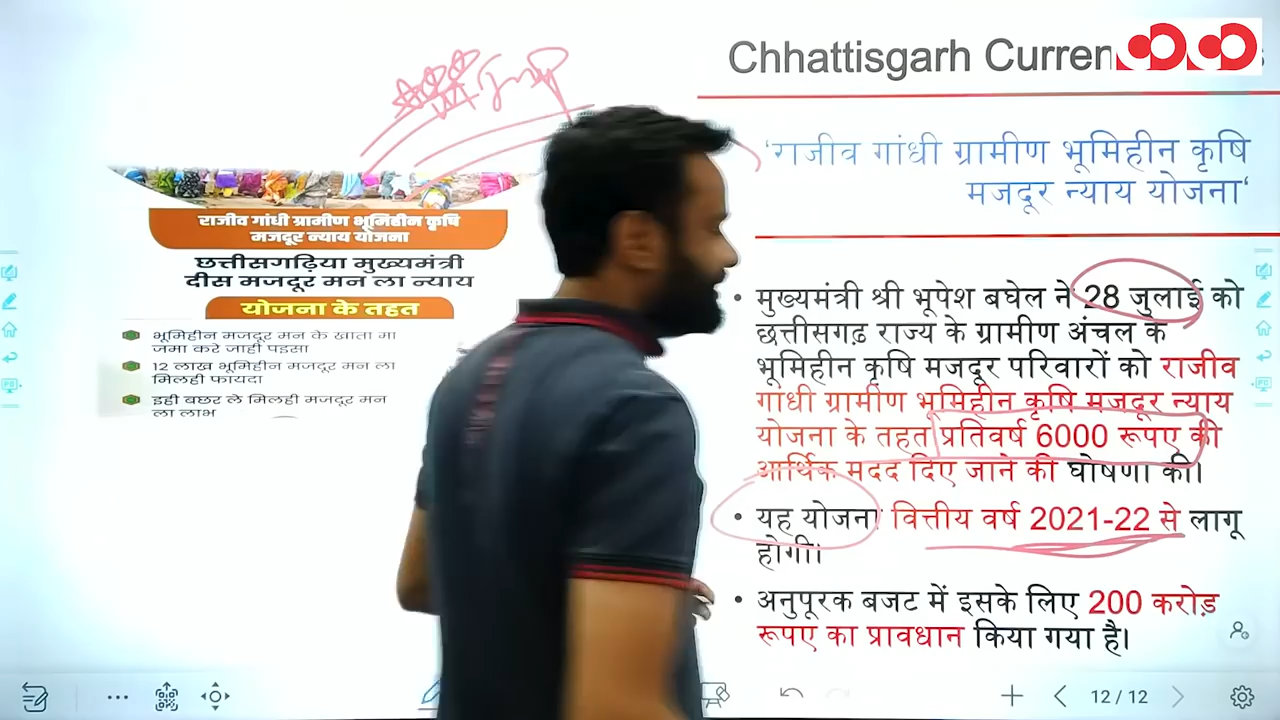 Chhattisgarh Curren
Imp
'राजीव गांधी ग्रामीण भूमिहीन कृषि
मजदूर न्याय योजना'
राजीव गांधी ग्रामीण भूमिहीन कृषि
मजदूर न्याय योजना
छत्तीसगढ़िया मुख्यमंत्री
दीस मजदूर मन ला न्याय
योजना के तहत
भूमिहीन मजदूर मन के खाता मा
जमा करे जाही पइसा
12 लाख भूमिहीन मजदूर मन ला
मिलही फायदा
इही बछर ले मिलही मजदूर मन
ला लाभ
• मुख्यमंत्री श्री भूपेश बघेल ने 28 जुलाई को
छत्तीसगढ़ राज्य के ग्रामीण अंचल के
भूमिहीन कृषि मजदूर परिवारों को राजीव
गांधी ग्रामीण भूमिहीन कृषि मजदूर न्याय
योजना के तहत प्रतिवर्ष 6000 रूपए की
आर्थिक मदद दिए जाने की घोषणा की।
• यह योजना वित्तीय वर्ष 2021-22 से लागू
होगी।
• अनुपूरक बजट में इसके लिए 200 करोड़
रूपए का प्रावधान किया गया है।
12 / 12